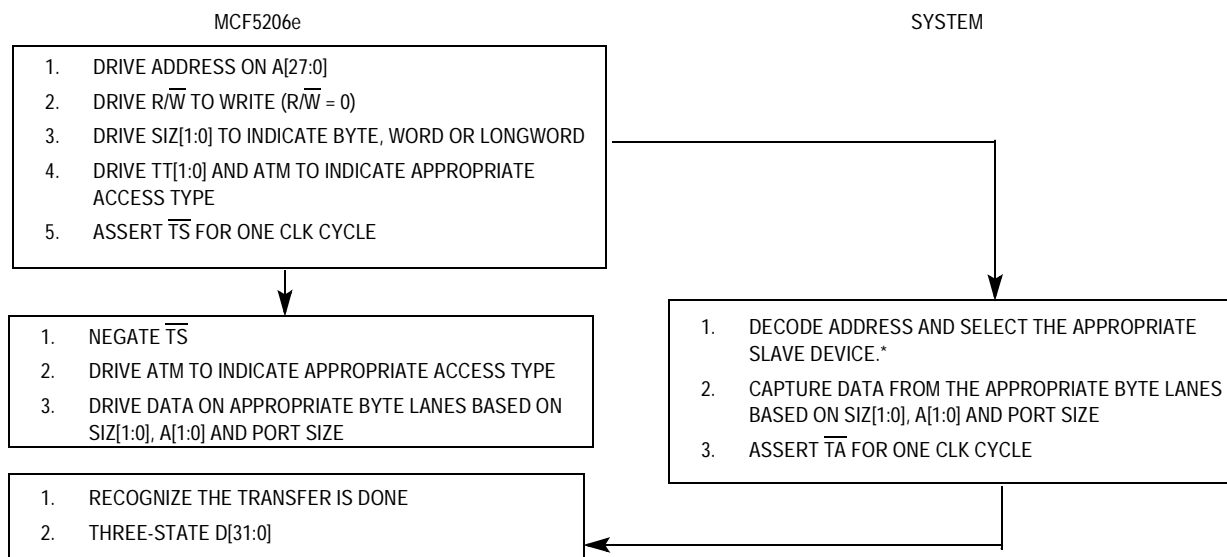 MCF5206e
SYSTEM
1. DRIVE ADDRESS ON A[27:0]
2. DRIVE R/W̅ TO WRITE (R/W̅ = 0)
3. DRIVE SIZ[1:0] TO INDICATE BYTE, WORD OR LONGWORD
4. DRIVE TT[1:0] AND ATM TO INDICATE APPROPRIATE
ACCESS TYPE
5. ASSERT T̅S̅ FOR ONE CLK CYCLE
1. NEGATE T̅S̅
2. DRIVE ATM TO INDICATE APPROPRIATE ACCESS TYPE
3. DRIVE DATA ON APPROPRIATE BYTE LANES BASED ON
SIZ[1:0], A[1:0] AND PORT SIZE
1. DECODE ADDRESS AND SELECT THE APPROPRIATE
SLAVE DEVICE.*
2. CAPTURE DATA FROM THE APPROPRIATE BYTE LANES
BASED ON SIZ[1:0], A[1:0] AND PORT SIZE
3. ASSERT T̅A̅ FOR ONE CLK CYCLE
1. RECOGNIZE THE TRANSFER IS DONE
2. THREE-STATE D[31:0]